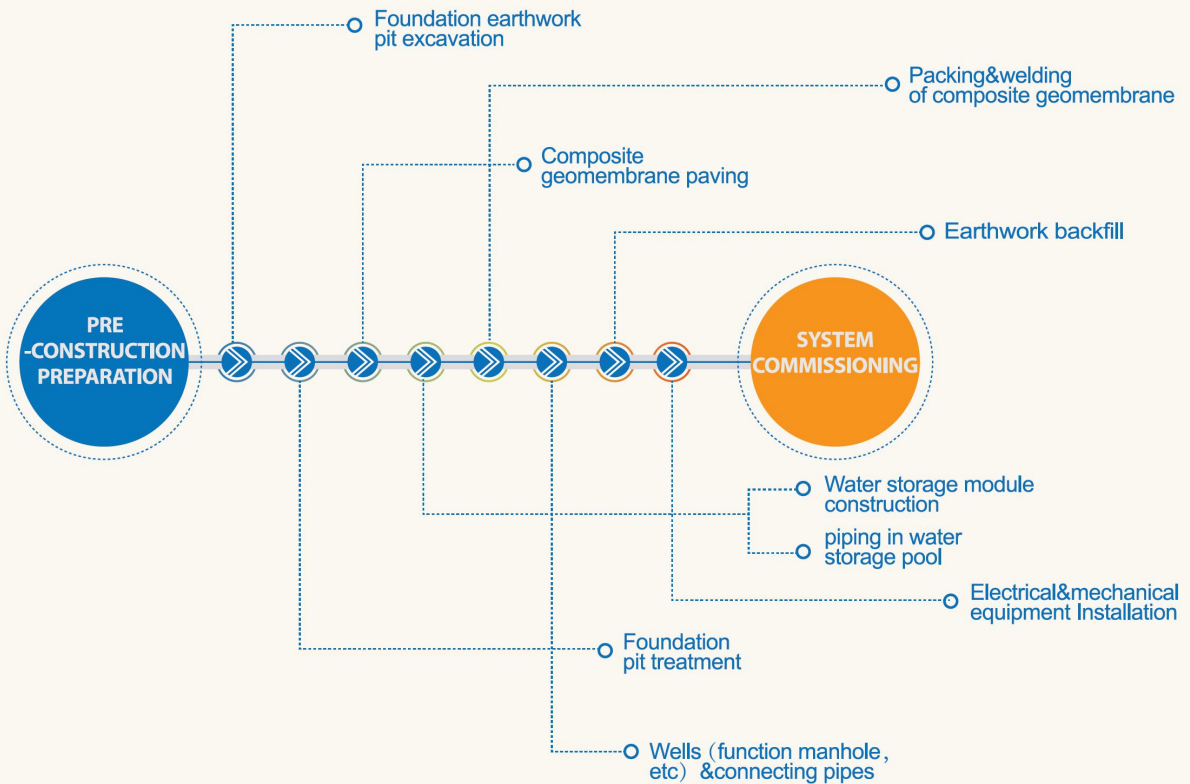 Foundation earthwork
pit excavation
Packing&welding
of composite geomembrane
Composite
geomembrane paving
Earthwork backfill
PRE
-CONSTRUCTION
PREPARATION
SYSTEM
COMMISSIONING
Water storage module
construction
piping in water
storage pool
Electrical&mechanical
equipment Installation
Foundation
pit treatment
Wells（function manhole,
etc）&connecting pipes